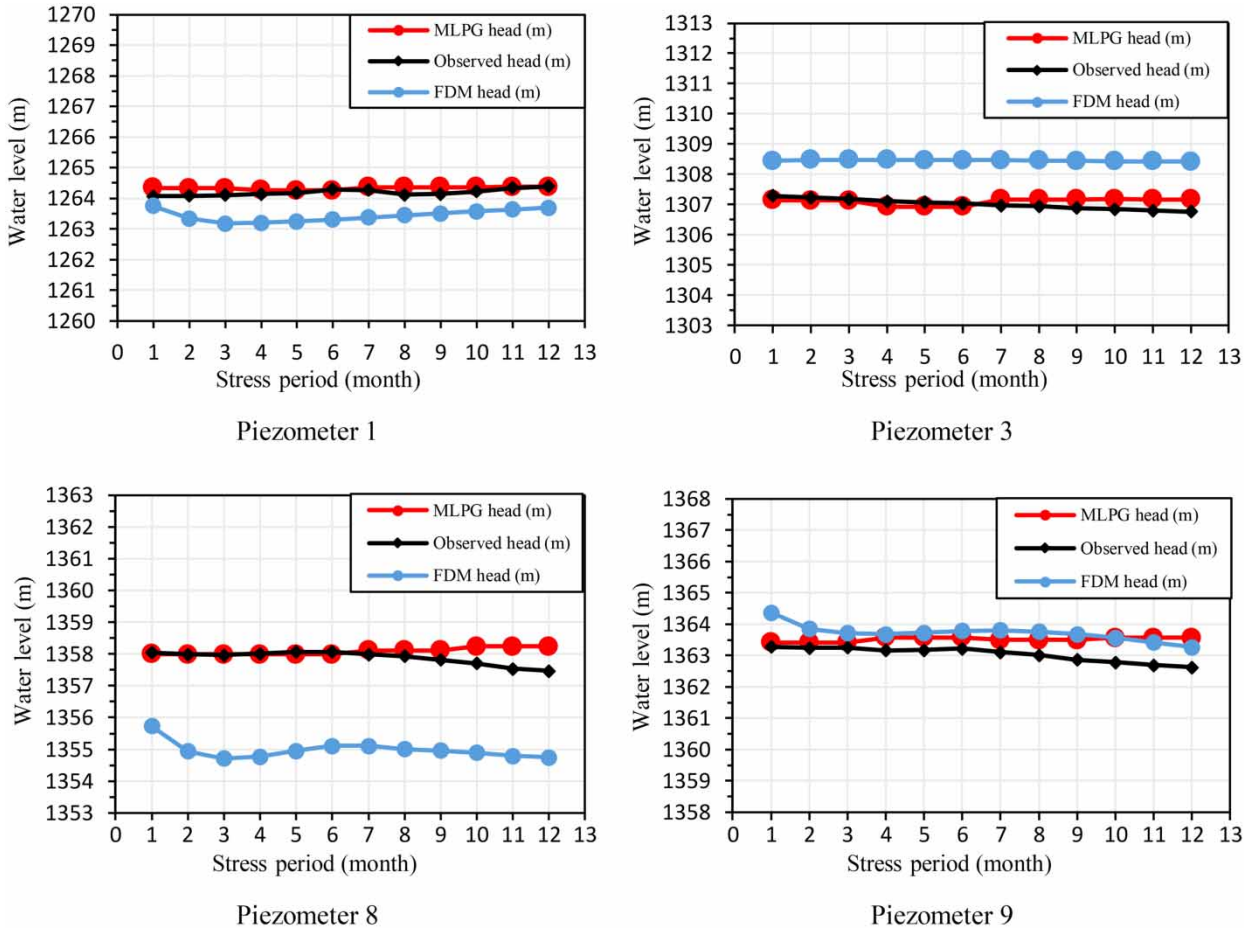 Water level (m)
1270
1269
1268
1267
1266
1265
1264
1263
1262
1261
1260
MLPG head (m)
Observed head (m)
FDM head (m)
0 1 2 3 4 5 6 7 8 9 10 11 12 13
Stress period (month)
Piezometer 1
Water level (m)
1313
1312
1311
1310
1309
1308
1307
1306
1305
1304
1303
MLPG head (m)
Observed head (m)
FDM head (m)
0 1 2 3 4 5 6 7 8 9 10 11 12 13
Stress period (month)
Piezometer 3
Water level (m)
1363
1362
1361
1360
1359
1358
1357
1356
1355
1354
1353
MLPG head (m)
Observed head (m)
FDM head (m)
0 1 2 3 4 5 6 7 8 9 10 11 12 13
Stress period (month)
Piezometer 8
Water level (m)
1368
1367
1366
1365
1364
1363
1362
1361
1360
1359
1358
MLPG head (m)
Observed head (m)
FDM head (m)
0 1 2 3 4 5 6 7 8 9 10 11 12 13
Stress period (month)
Piezometer 9